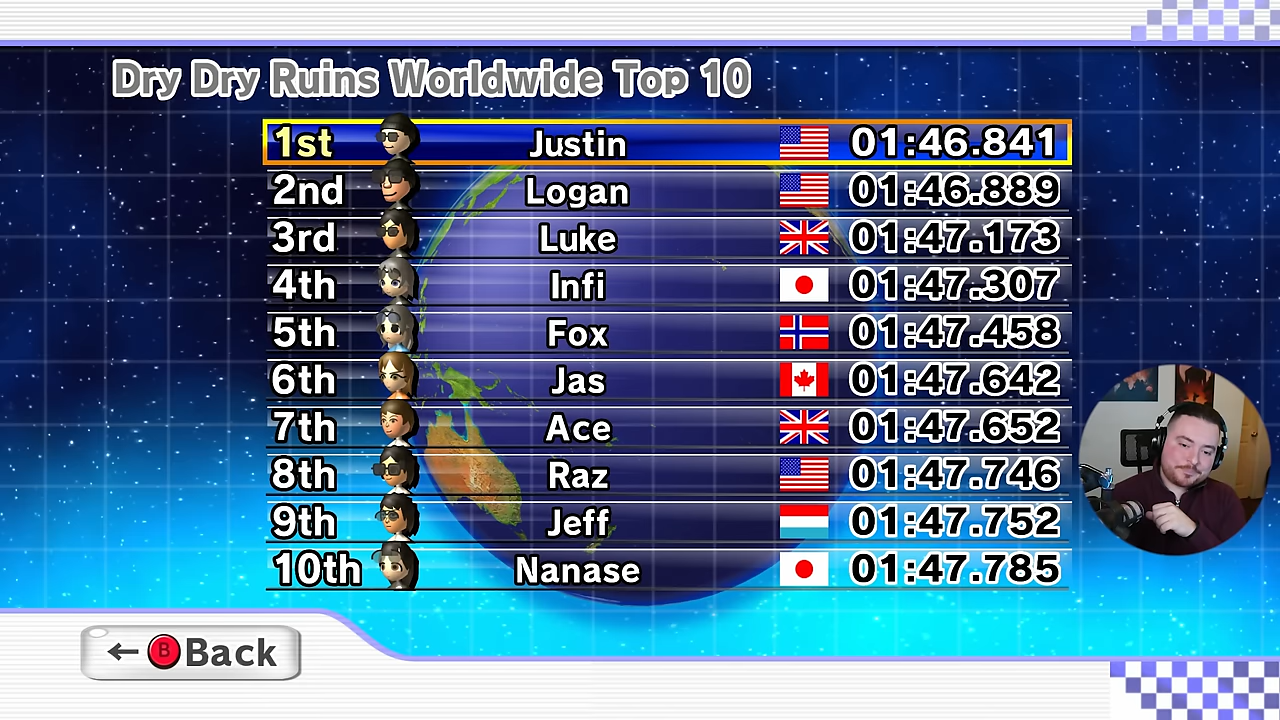 Dry Dry Ruins Worldwide Top 10
1st Justin 01:46.841
2nd Logan 01:46.889
3rd Luke 01:47.173
4th Infi 01:47.307
5th Fox 01:47.458
6th Jas 01:47.642
7th Ace 01:47.652
8th Raz 01:47.746
9th Jeff 01:47.752
10th Nanase 01:47.785
← B Back